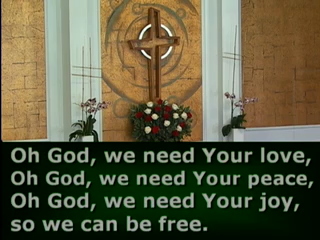 Oh God, we need Your love,
Oh God, we need Your peace,
Oh God, we need Your joy,
so we can be free.